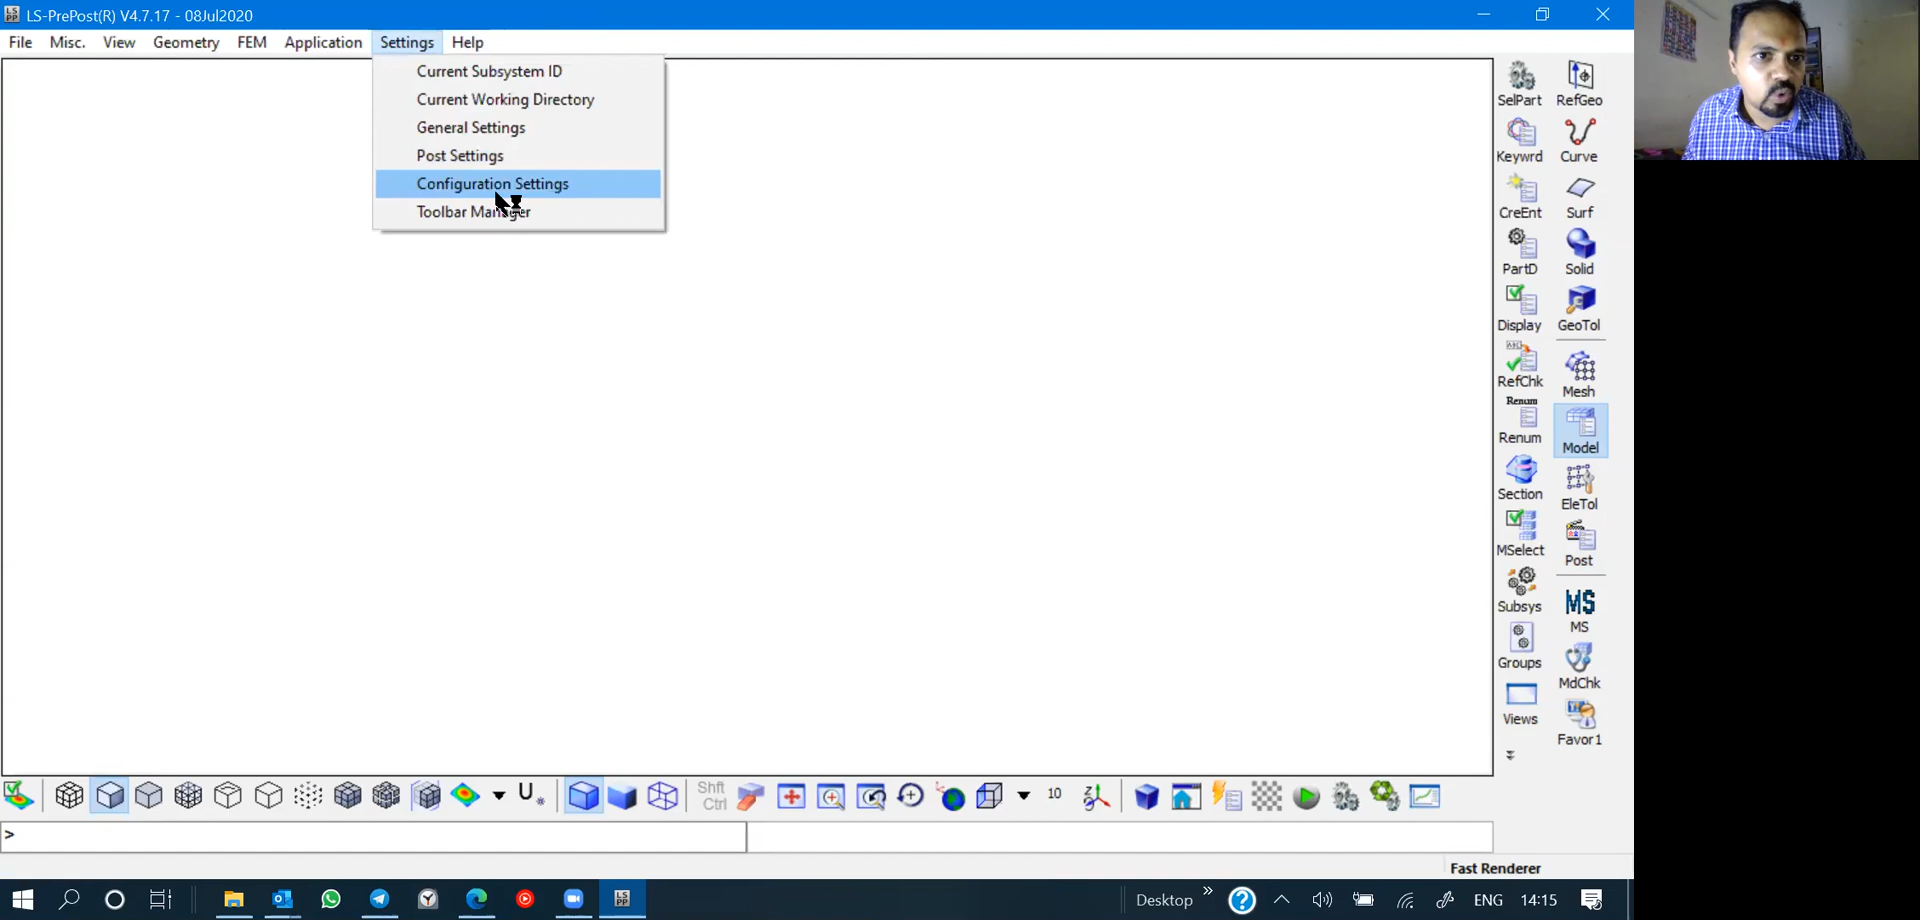 LS-PrePost(R) V4.7.17 - 08Jul2020
File Misc. View Geometry FEM Application Settings Help
Current Subsystem ID
Current Working Directory
General Settings
Post Settings
Configuration Settings
Toolbar Manager
SelPart RefGeo
Keywrd Curve
CreEnt Surf
PartD Solid
Display GeoTol
RefChk Mesh
Renum
Renum Model
Section EleTol
MSelect Post
Subsys MS
MS
Groups MdChk
Views Favor1
Shft
Ctrl
10
>
Fast Renderer
LS
PP
Desktop ENG 14:15